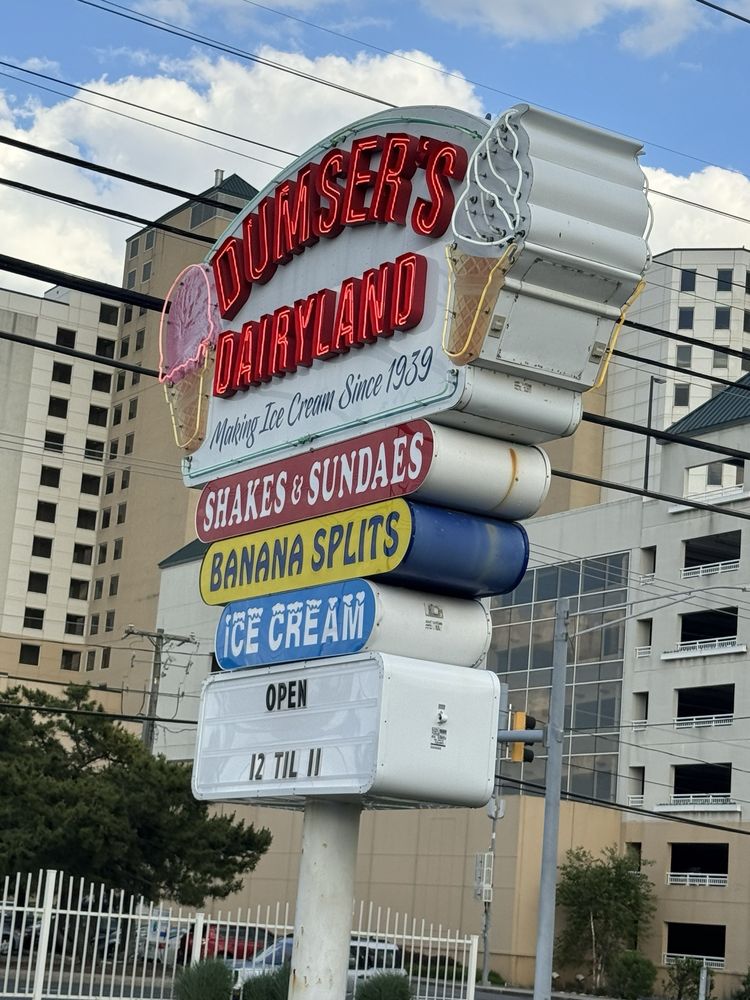 DUMSER'S
DAIRYLAND
Making Ice Cream Since 1939
SHAKES & SUNDAES
BANANA SPLITS
ICE CREAM
OPEN
12 TIL 11